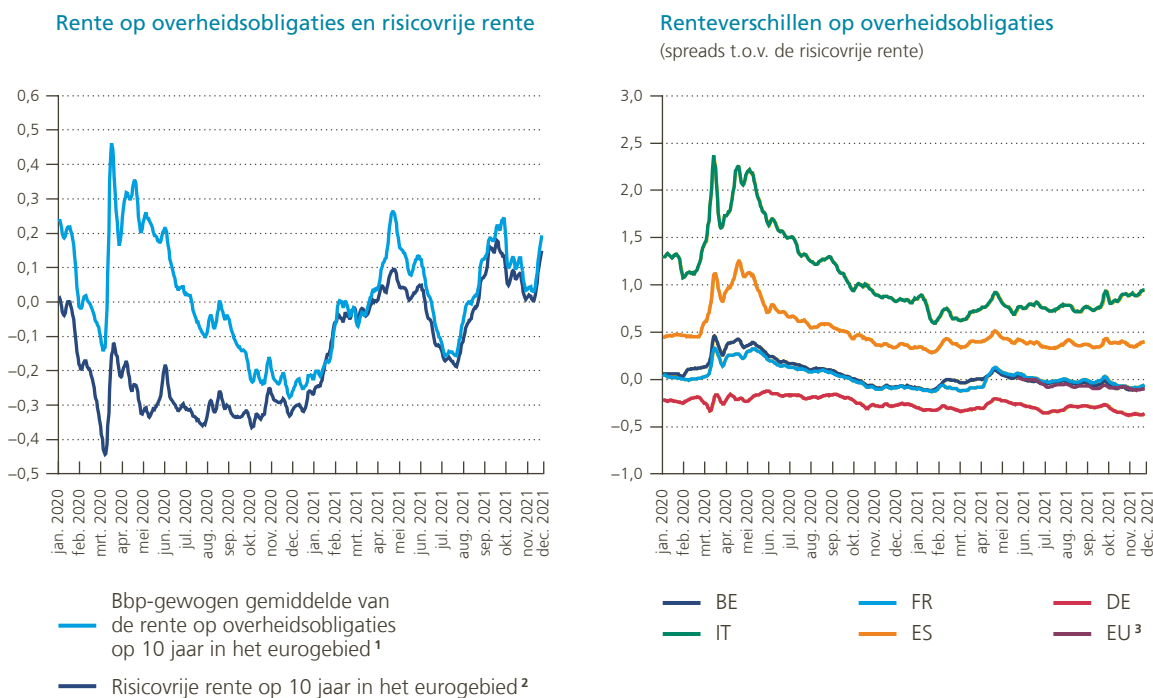 Rente op overheidsobligaties en risicovrije rente
0,6
0,5
0,4
0,3
0,2
0,1
0,0
–0,1
–0,2
–0,3
–0,4
–0,5
jan. 2020
feb. 2020
mrt. 2020
apr. 2020
mei 2020
jun. 2020
jul. 2020
aug. 2020
sep. 2020
okt. 2020
nov. 2020
dec. 2020
jan. 2021
feb. 2021
mrt. 2021
apr. 2021
mei 2021
jun. 2021
jul. 2021
aug. 2021
sep. 2021
okt. 2021
nov. 2021
dec. 2021
Bbp-gewogen gemiddelde van
de rente op overheidsobligaties
op 10 jaar in het eurogebied ¹
Risicovrije rente op 10 jaar in het eurogebied ²
Renteverschillen op overheidsobligaties
(spreads t.o.v. de risicovrije rente)
3,0
2,5
2,0
1,5
1,0
0,5
0,0
–0,5
–1,0
jan. 2020
feb. 2020
mrt. 2020
apr. 2020
mei 2020
jun. 2020
jul. 2020
aug. 2020
sep. 2020
okt. 2020
nov. 2020
dec. 2020
jan. 2021
feb. 2021
mrt. 2021
apr. 2021
mei 2021
jun. 2021
jul. 2021
aug. 2021
sep. 2021
okt. 2021
nov. 2021
dec. 2021
BE FR DE
IT ES EU ³